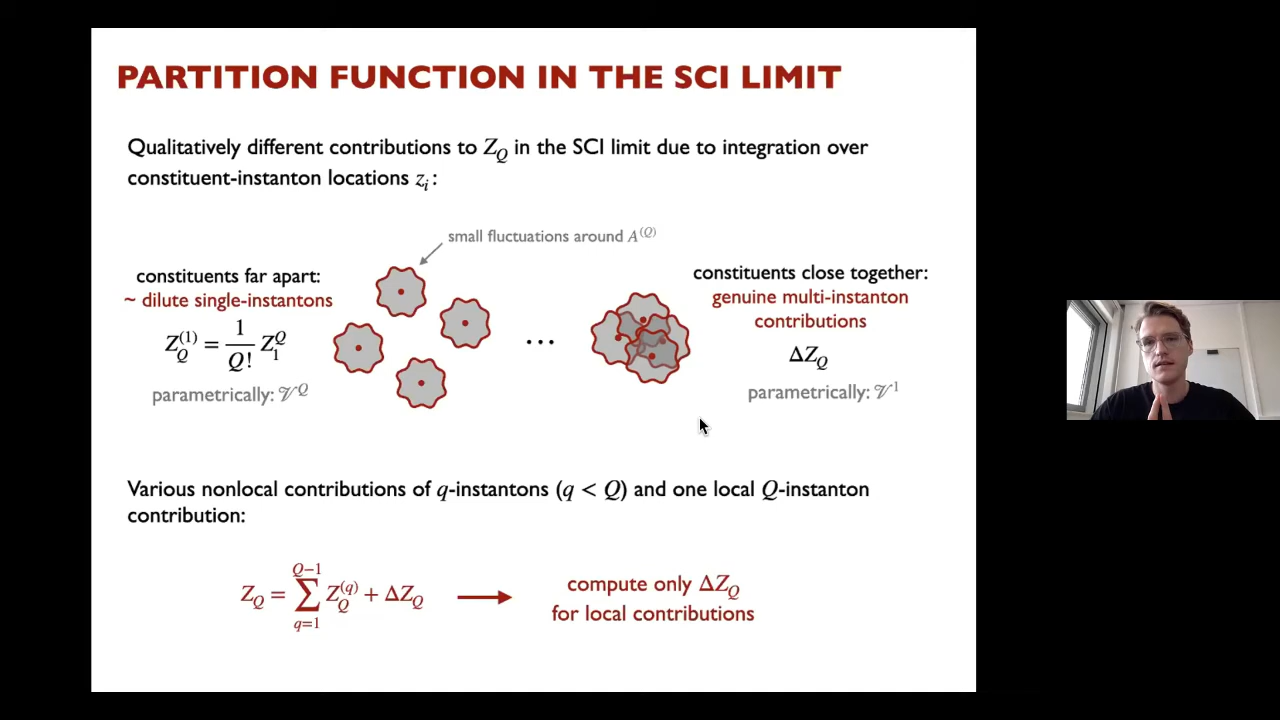 PARTITION FUNCTION IN THE SCI LIMIT
Qualitatively different contributions to Z_Q in the SCI limit due to integration over
constituent-instanton locations z_i:
small fluctuations around A^(Q)
constituents far apart:
~ dilute single-instantons
Z_Q^(1) = 1/Q! Z_1^Q
parametrically: 𝒱^Q
...
constituents close together:
genuine multi-instanton
contributions
ΔZ_Q
parametrically: 𝒱^1
Various nonlocal contributions of q-instantons (q < Q) and one local Q-instanton
contribution:
Z_Q = ∑_{q=1}^{Q−1} Z_Q^(q) + ΔZ_Q
compute only ΔZ_Q
for local contributions